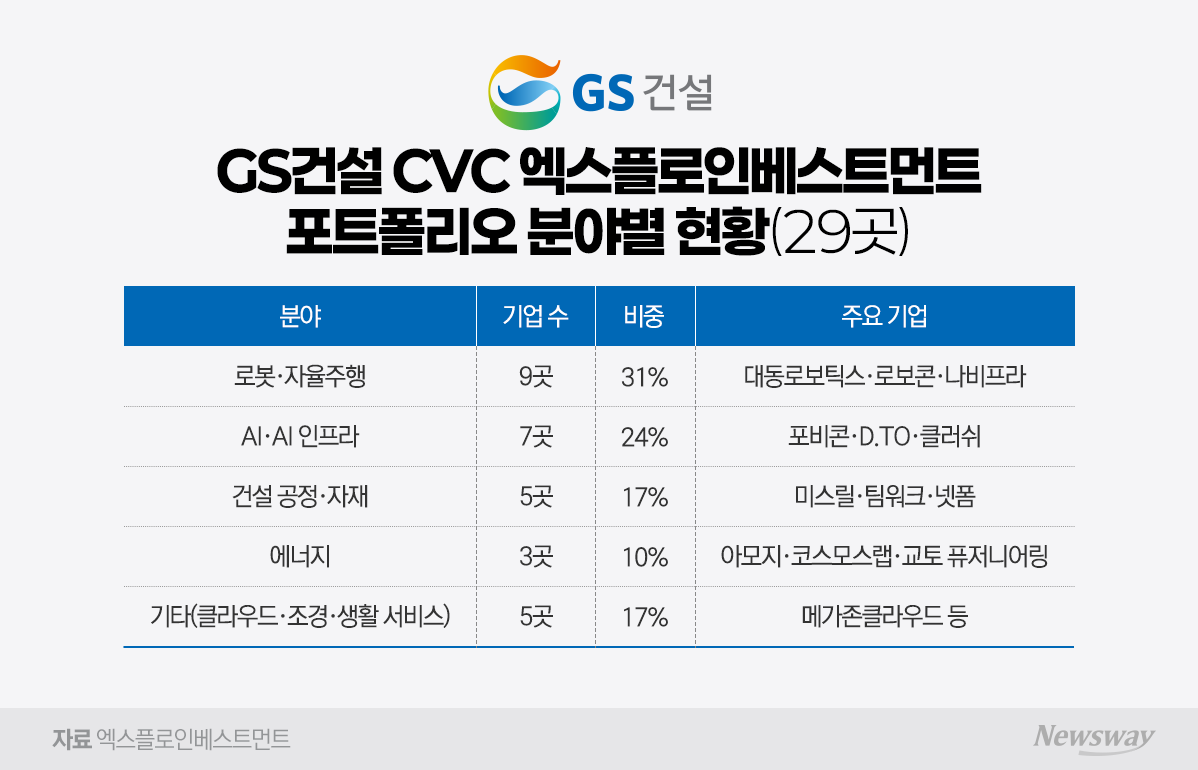 GS건설
GS건설 CVC 엑스플로인베스트먼트
포트폴리오 분야별 현황(29곳)
분야 기업 수 비중 주요 기업
로봇·자율주행 9곳 31% 대동로보틱스·로보콘·나비프라
AI·AI 인프라 7곳 24% 포비콘·D.TO·클러쉬
건설 공정·자재 5곳 17% 미스릴·팀워크·넷폼
에너지 3곳 10% 아모지·코스모스랩·교토 퓨저니어링
기타(클라우드·조경·생활 서비스) 5곳 17% 메가존클라우드 등
자료 엑스플로인베스트먼트
Newsway